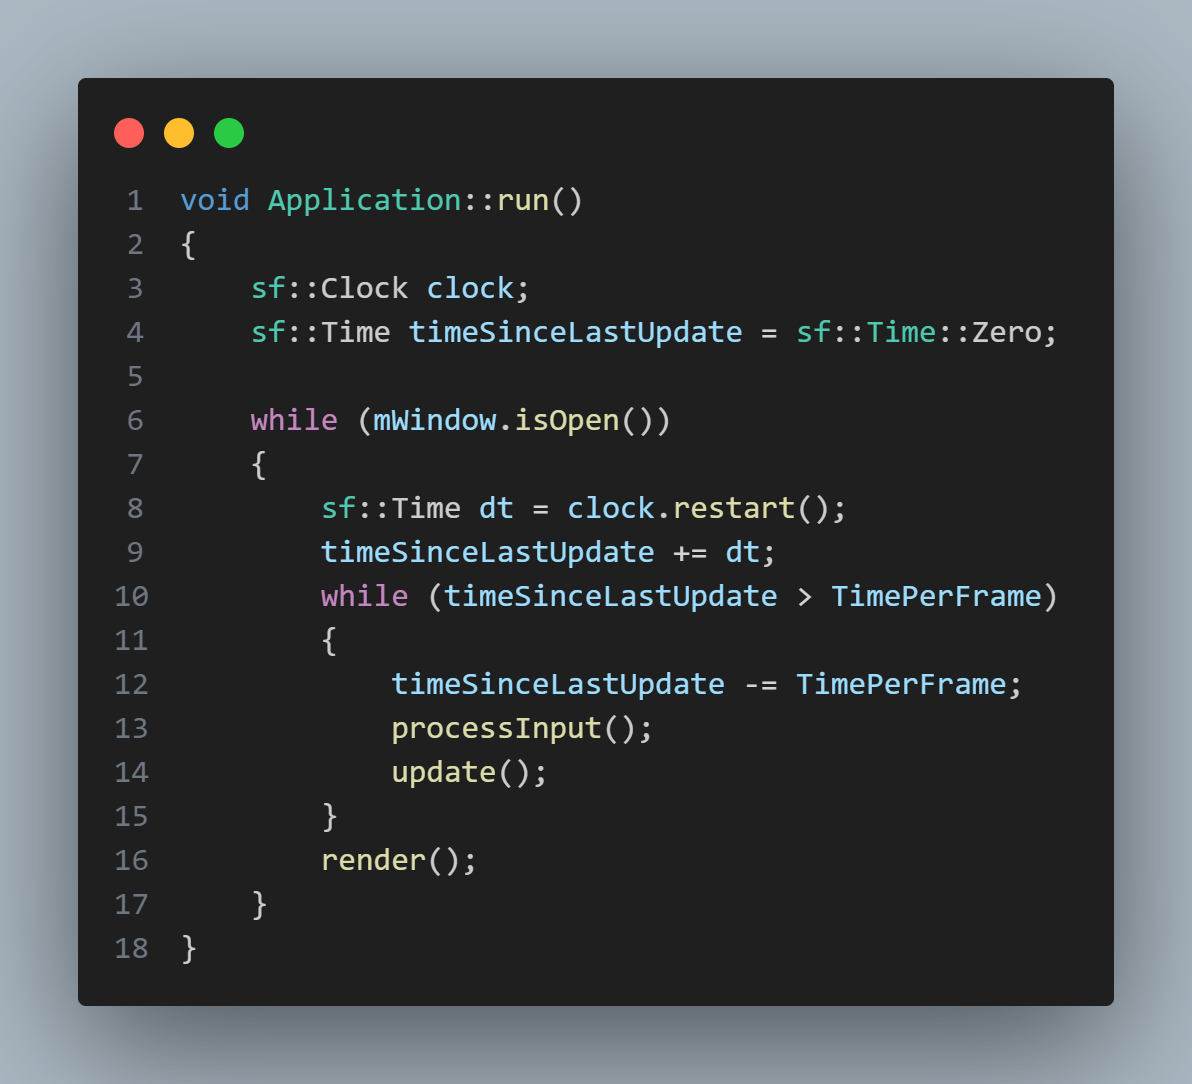 1 void Application::run()
2 {
3     sf::Clock clock;
4     sf::Time timeSinceLastUpdate = sf::Time::Zero;
5
6     while (mWindow.isOpen())
7     {
8         sf::Time dt = clock.restart();
9         timeSinceLastUpdate += dt;
10         while (timeSinceLastUpdate > TimePerFrame)
11         {
12             timeSinceLastUpdate -= TimePerFrame;
13             processInput();
14             update();
15         }
16         render();
17     }
18 }